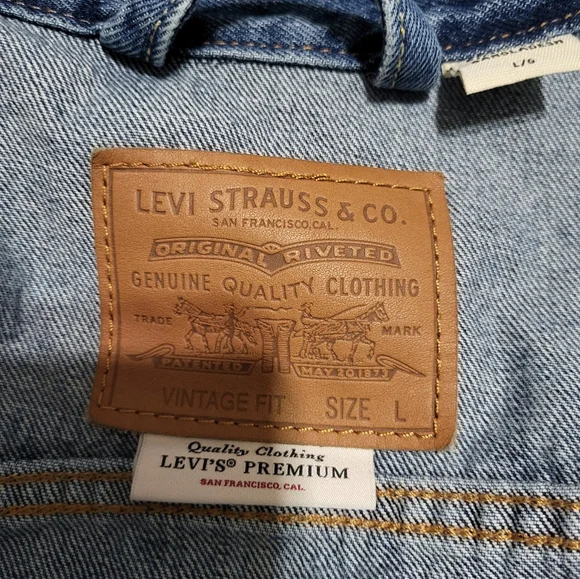 L/G
LEVI STRAUSS & CO.
SAN FRANCISCO, CAL.
ORIGINAL RIVETED
GENUINE QUALITY CLOTHING
TRADE MARK
PATENTED MAY 20.1873
VINTAGE FIT SIZE L
Quality Clothing
LEVI'S® PREMIUM
SAN FRANCISCO, CAL.